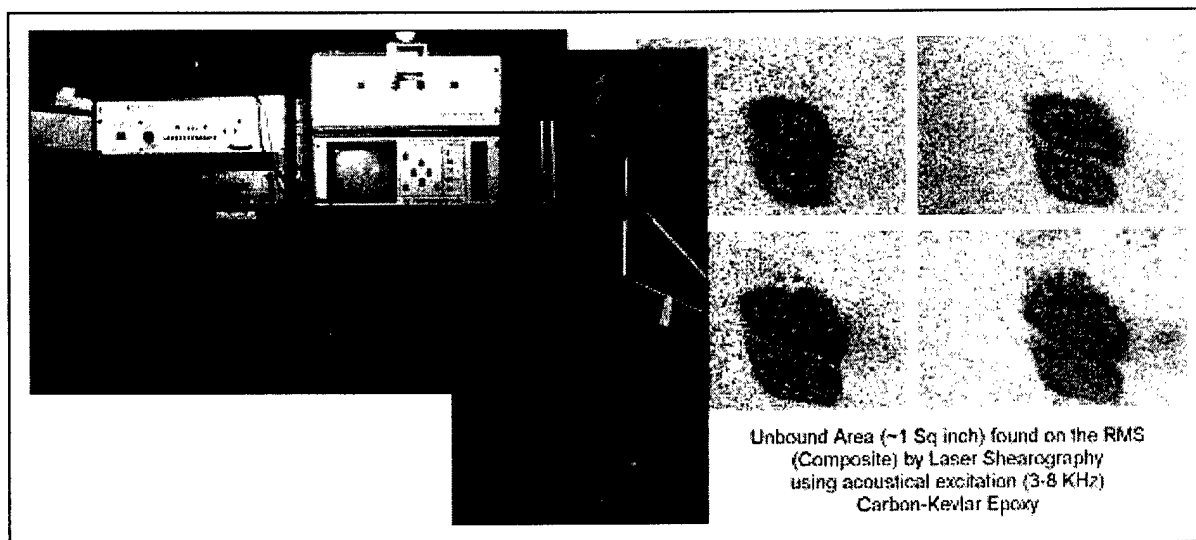 Unbound Area (~1 Sq inch) found on the RMS
(Composite) by Laser Shearography
using acoustical excitation (3-8 KHz)
Carbon-Kevlar Epoxy